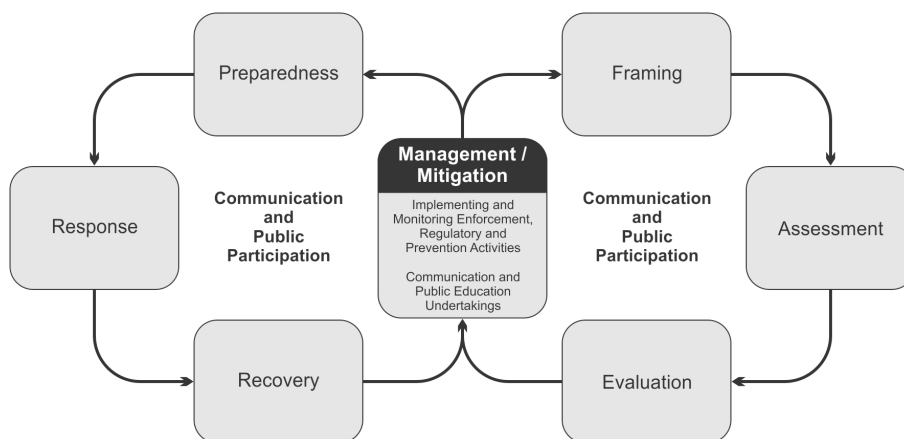 Preparedness
Framing
Management /
Mitigation
Implementing and
Monitoring Enforcement,
Regulatory and
Prevention Activities
Communication and
Public Education
Undertakings
Communication
and
Public
Participation
Communication
and
Public
Participation
Response
Assessment
Recovery
Evaluation